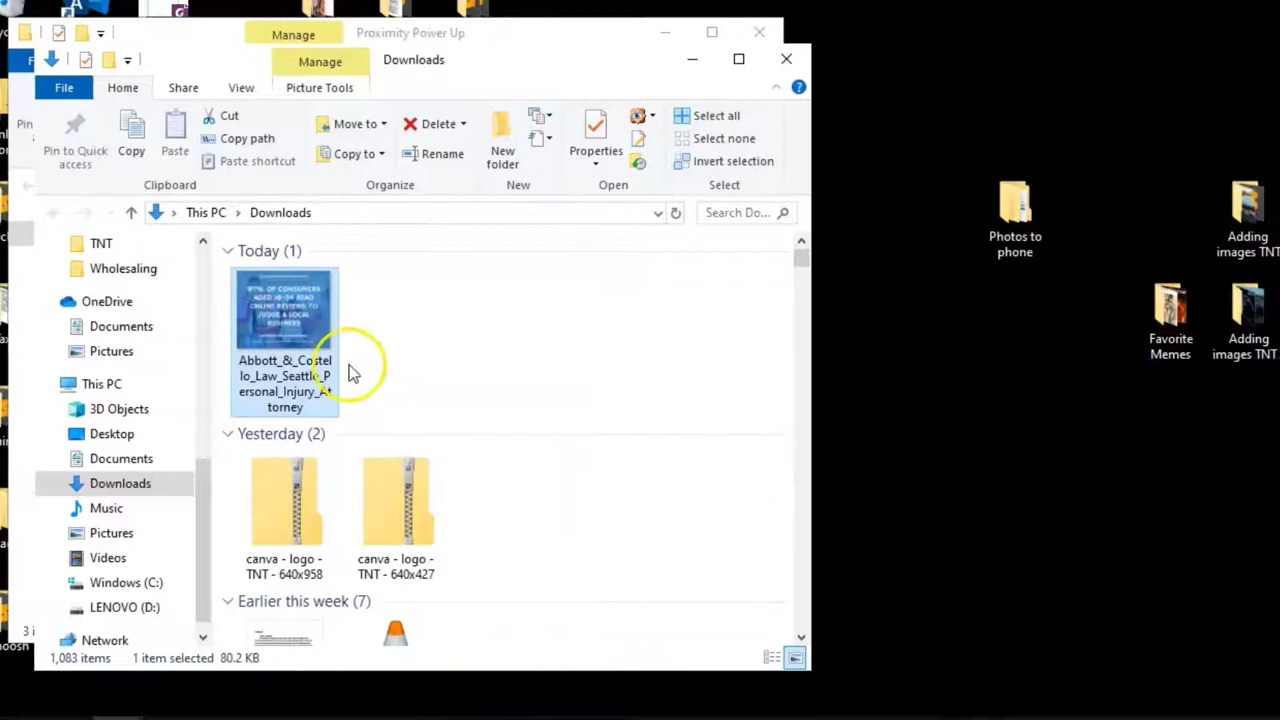 Manage
Proximity Power Up
Manage
Downloads
File
Home
Share
View
Picture Tools
Pin to Quick access
Copy
Paste
Cut
Copy path
Paste shortcut
Move to
Copy to
Delete
Rename
New folder
Properties
Select all
Select none
Invert selection
Clipboard
Organize
New
Open
Select
This PC
Downloads
Search Do...
TNT
Wholesaling
OneDrive
Documents
Pictures
This PC
3D Objects
Desktop
Documents
Downloads
Music
Pictures
Videos
Windows (C:)
LENOVO (D:)
Network
Today (1)
97% OF CONSUMERS
AGED 18-34 READ
ONLINE REVIEWS TO
JUDGE A LOCAL
BUSINESS
Abbott_&_Costel
lo_Law_Seattle_P
ersonal_Injury_At
torney
Yesterday (2)
canva - logo -
TNT - 640x958
canva - logo -
TNT - 640x427
Earlier this week (7)
1,083 items
1 item selected
80.2 KB
Photos to
phone
Adding
images TNT
Favorite
Memes
Adding
images TNT